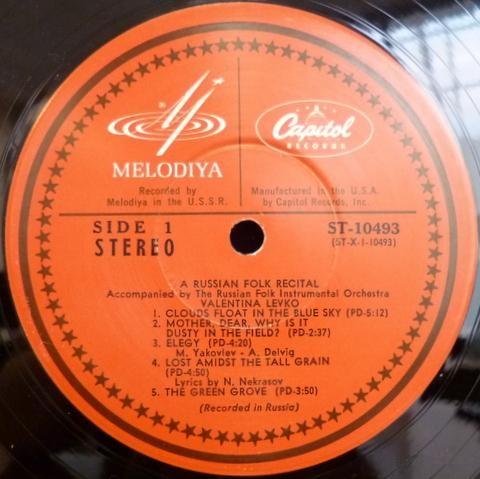 MELODIYA
Capitol
RECORDS
Recorded by
Melodiya in the U.S.S.R.
Manufactured in the U.S.A.
by Capitol Records, Inc.
SIDE 1
STEREO
ST-10493
(ST-X-1-10493)
A RUSSIAN FOLK RECITAL
Accompanied by The Russian Folk Instrumental Orchestra
VALENTINA LEVKO
1. CLOUDS FLOAT IN THE BLUE SKY (PD-5:12)
2. MOTHER, DEAR, WHY IS IT
DUSTY IN THE FIELD? (PD-2:37)
3. ELEGY (PD-4:20)
M. Yakovlev - A. Delvig
4. LOST AMIDST THE TALL GRAIN
(PD-4:50)
Lyrics by N. Nekrasov
5. THE GREEN GROVE (PD-3:50)
(Recorded in Russia)